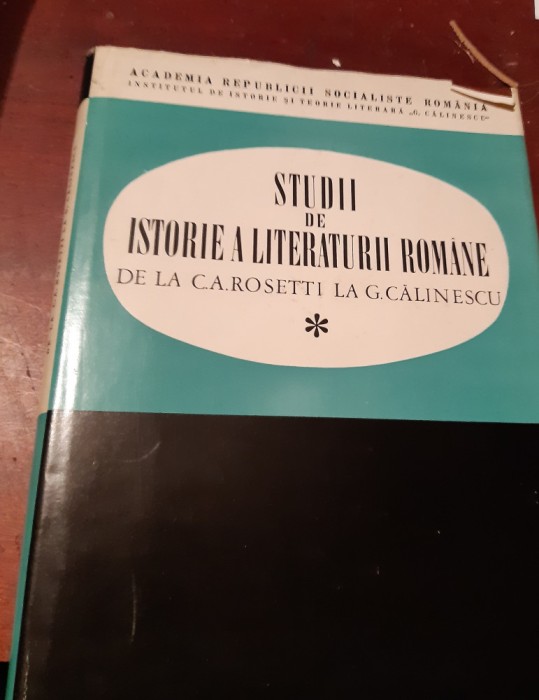 ACADEMIA REPUBLICII SOCIALISTE ROMÂNIA
INSTITUTUL DE ISTORIE ȘI TEORIE LITERARĂ „G. CĂLINESCU"
STUDII
DE
ISTORIE A LITERATURII ROMÂNE
DE LA C.A.ROSETTI LA G.CĂLINESCU
*